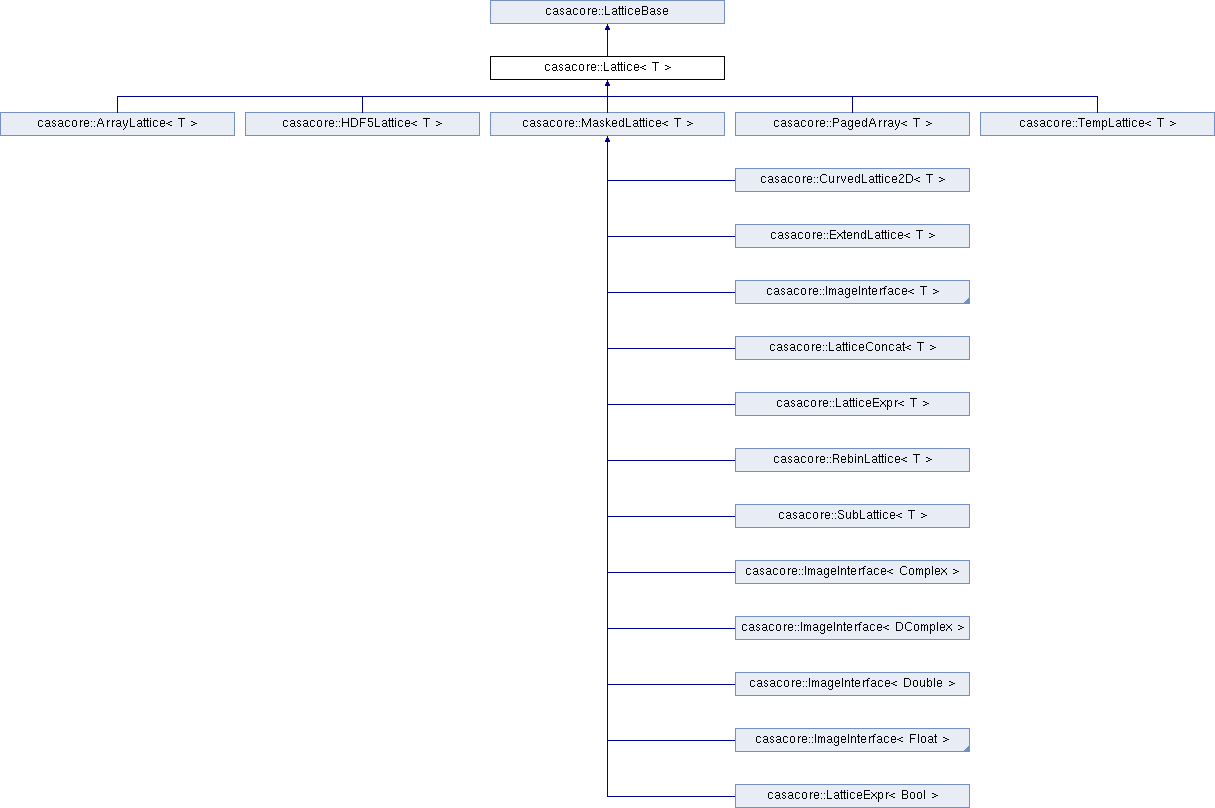 casacore::LatticeBase
casacore::Lattice< T >
casacore::ArrayLattice< T >
casacore::HDF5Lattice< T >
casacore::MaskedLattice< T >
casacore::PagedArray< T >
casacore::TempLattice< T >
casacore::CurvedLattice2D< T >
casacore::ExtendLattice< T >
casacore::ImageInterface< T >
casacore::LatticeConcat< T >
casacore::LatticeExpr< T >
casacore::RebinLattice< T >
casacore::SubLattice< T >
casacore::ImageInterface< Complex >
casacore::ImageInterface< DComplex >
casacore::ImageInterface< Double >
casacore::ImageInterface< Float >
casacore::LatticeExpr< Bool >